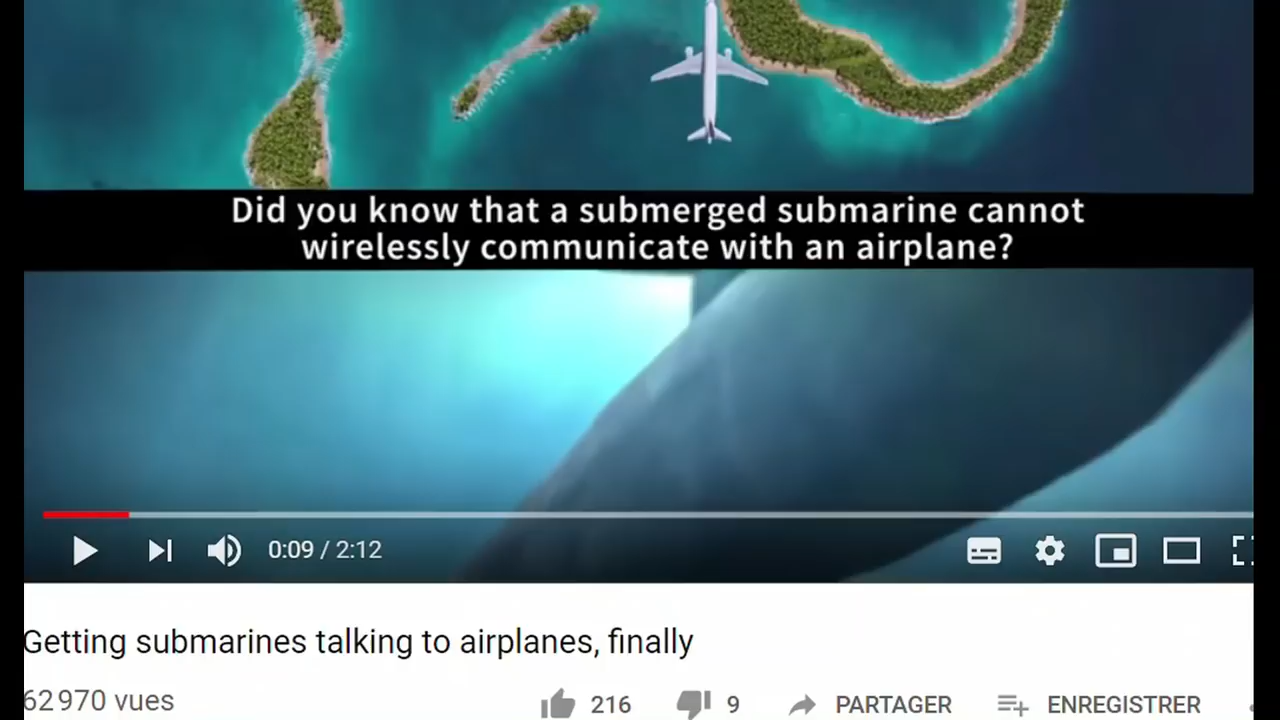 Did you know that a submerged submarine cannot
wirelessly communicate with an airplane?
0:09 / 2:12
Getting submarines talking to airplanes, finally
62 970 vues 216 9 PARTAGER ENREGISTRER